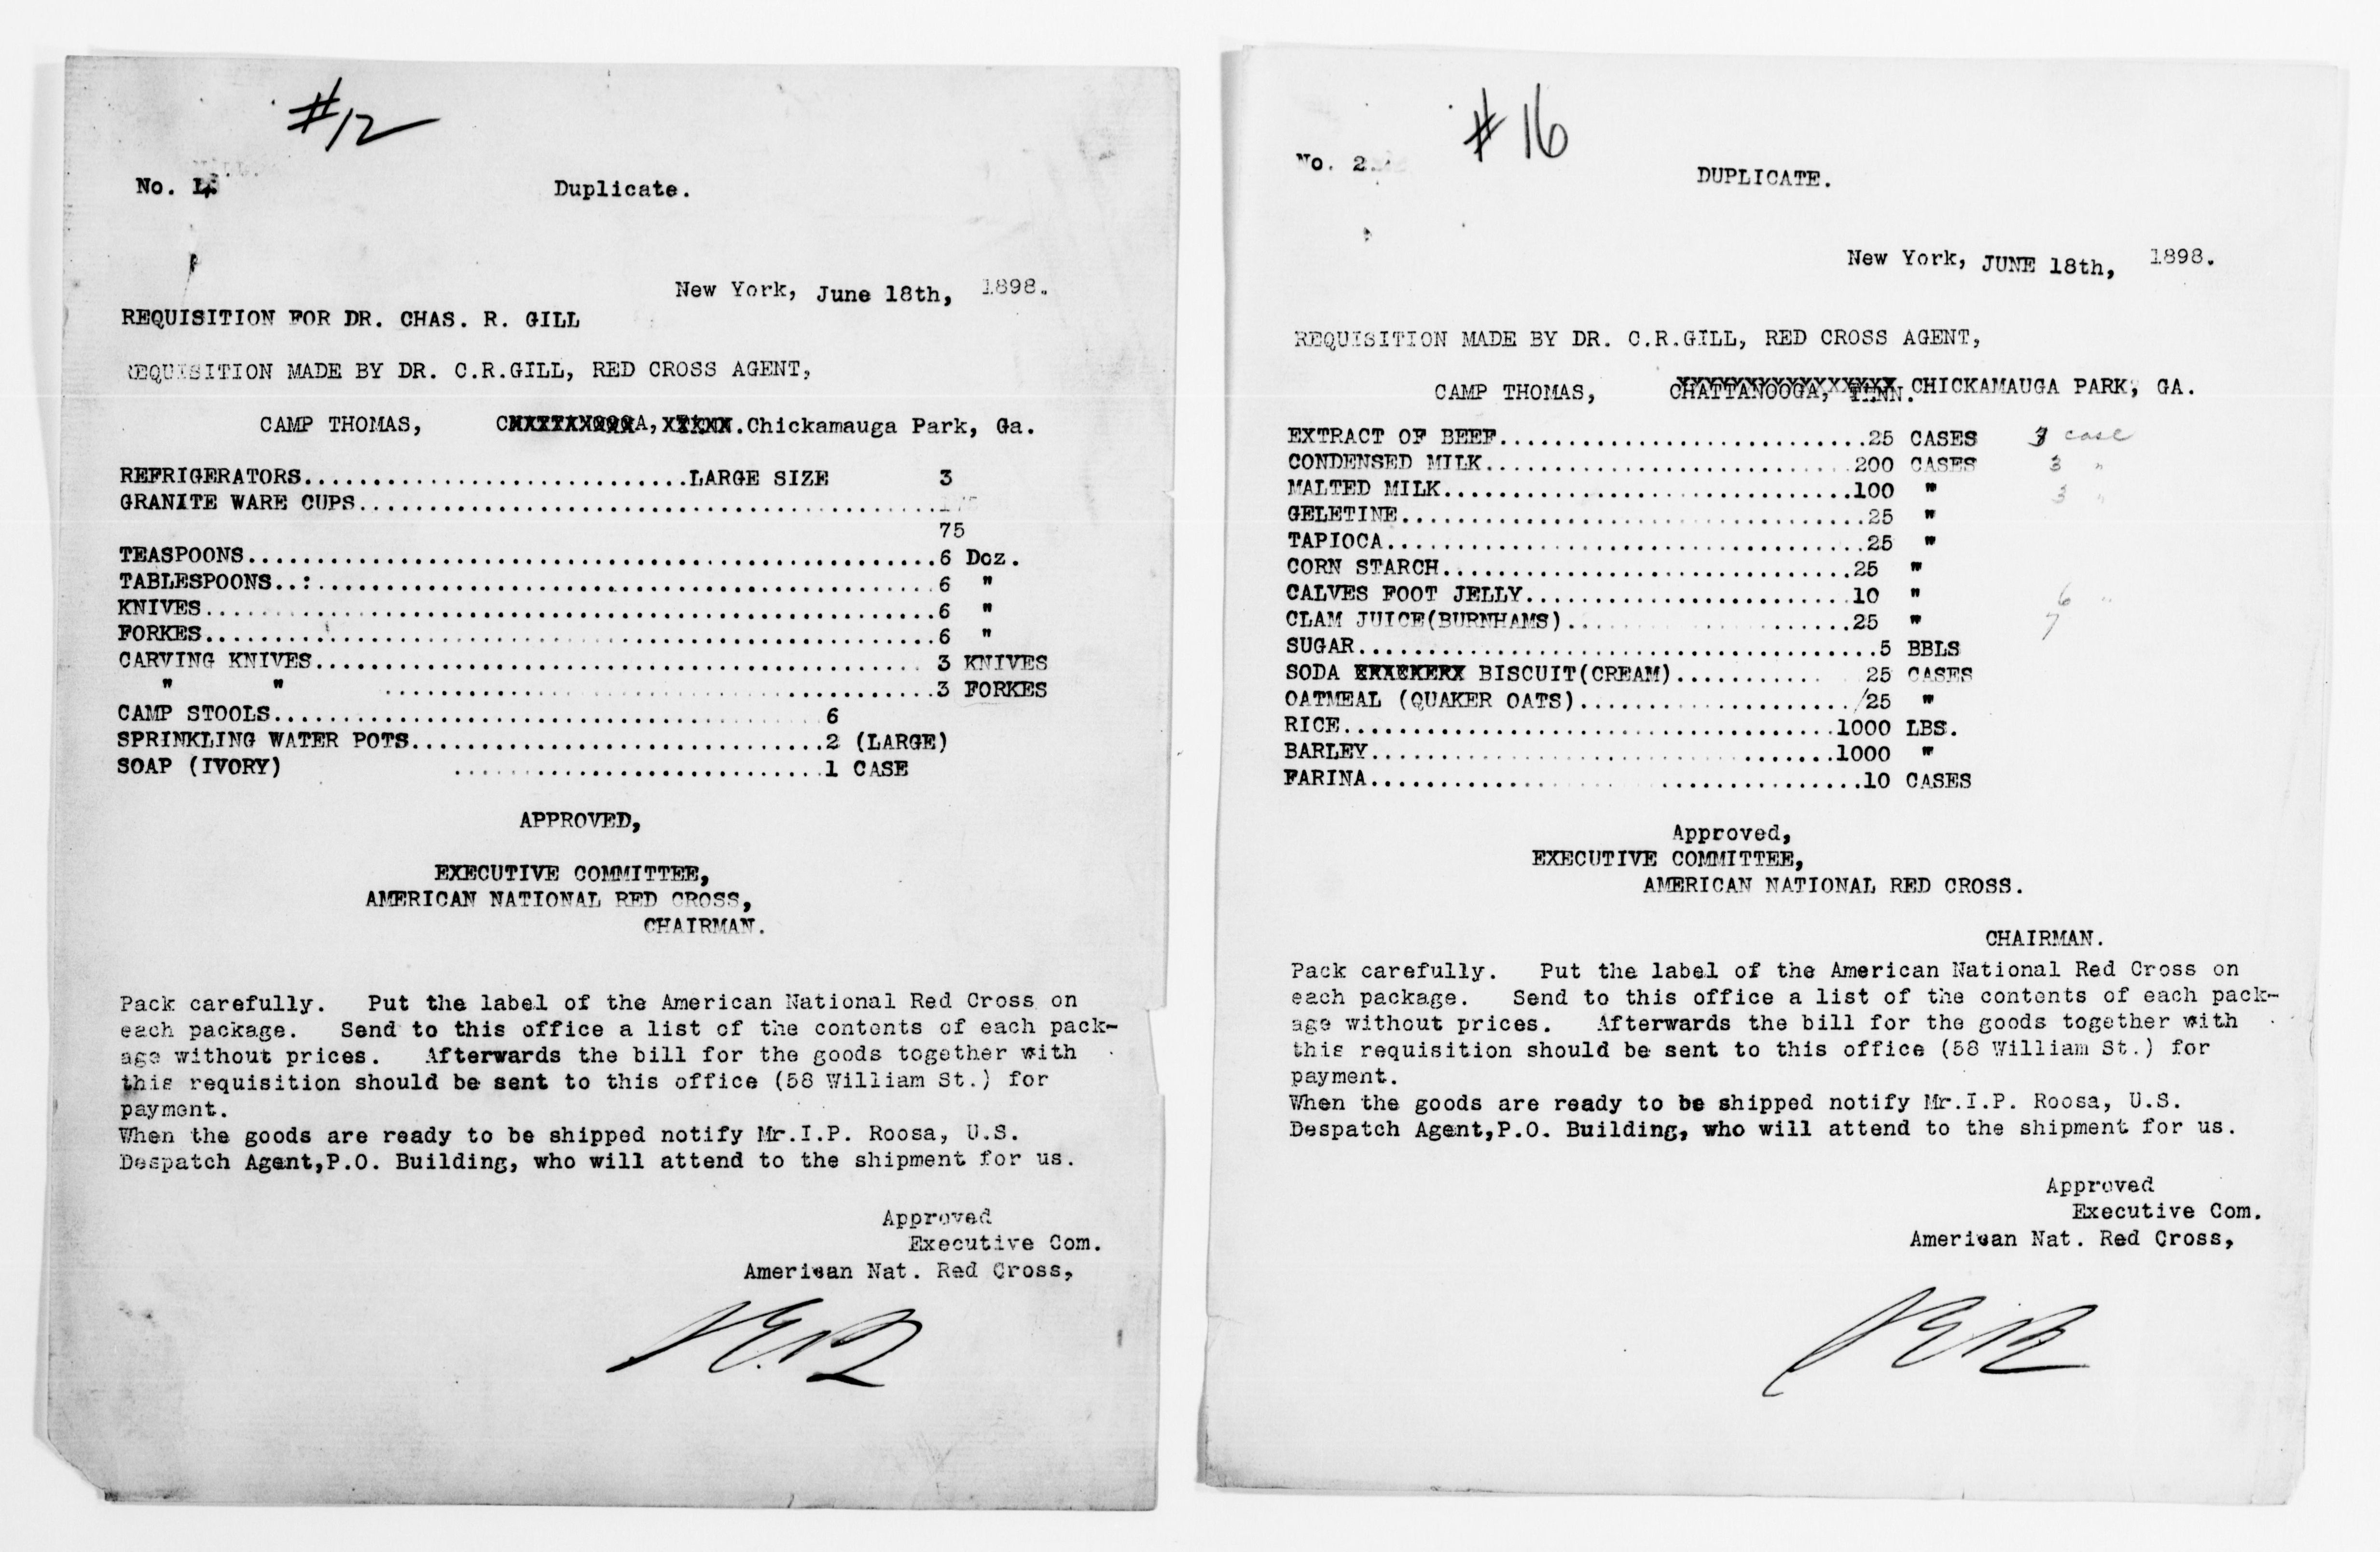 #12
No. 4
Duplicate.
New York, June 18th, 1898.
REQUISITION FOR DR. CHAS. R. GILL
REQUISITION MADE BY DR. C.R.GILL, RED CROSS AGENT,
CAMP THOMAS, Chickamauga Park, Ga.
REFRIGERATORS............................LARGE SIZE 3
GRANITE WARE CUPS..........................................
75
TEASPOONS..................................................6 Doz.
TABLESPOONS..:.............................................6 "
KNIVES.....................................................6 "
FORKES.....................................................6 "
CARVING KNIVES............................................ 3 KNIVES
" " ........................................3 FORKES
CAMP STOOLS........................................6
SPRINKLING WATER POTS..............................2 (LARGE)
SOAP (IVORY) ...........................1 CASE
APPROVED,
EXECUTIVE COMMITTEE,
AMERICAN NATIONAL RED CROSS,
CHAIRMAN.
Pack carefully. Put the label of the American National Red Cross on
each package. Send to this office a list of the contents of each pack-
age without prices. Afterwards the bill for the goods together with
this requisition should be sent to this office (58 William St.) for
payment.
When the goods are ready to be shipped notify Mr.I.P. Roosa, U.S.
Despatch Agent,P.O. Building, who will attend to the shipment for us.
Approved
Executive Com.
American Nat. Red Cross,
#16
No. 2.
DUPLICATE.
New York, JUNE 18th, 1898.
REQUISITION MADE BY DR. C.R.GILL, RED CROSS AGENT,
CAMP THOMAS, CHATTANOOGA, TENN.CHICKAMAUGA PARK, GA.
EXTRACT OF BEEF...........................25 CASES 3 case
CONDENSED MILK...........................200 CASES 3 "
MALTED MILK..............................100 " 3 "
GELETINE..................................25 "
TAPIOCA...................................25 "
CORN STARCH..............................25 "
CALVES FOOT JELLY........................10 " 6 "
CLAM JUICE(BURNHAMS).....................25 " 7
SUGAR......................................5 BBLS
SODA BISCUIT(CREAM)........... 25 CASES
OATMEAL (QUAKER OATS)..................../25 "
RICE....................................1000 LBS.
BARLEY..................................1000 "
FARINA....................................10 CASES
Approved,
EXECUTIVE COMMITTEE,
AMERICAN NATIONAL RED CROSS.
CHAIRMAN.
Pack carefully. Put the label of the American National Red Cross on
each package. Send to this office a list of the contents of each pack-
age without prices. Afterwards the bill for the goods together with
this requisition should be sent to this office (58 William St.) for
payment.
When the goods are ready to be shipped notify Mr.I.P. Roosa, U.S.
Despatch Agent,P.O. Building, who will attend to the shipment for us.
Approved
Executive Com.
American Nat. Red Cross,